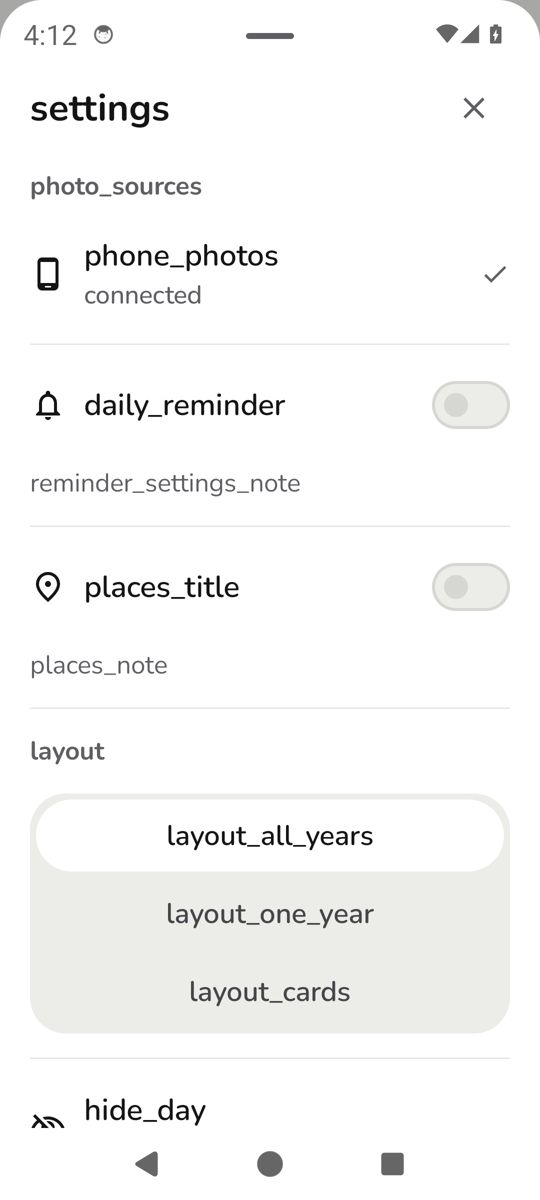 4:12
settings
photo_sources
phone_photos
connected
daily_reminder
reminder_settings_note
places_title
places_note
layout
layout_all_years
layout_one_year
layout_cards
hide_day